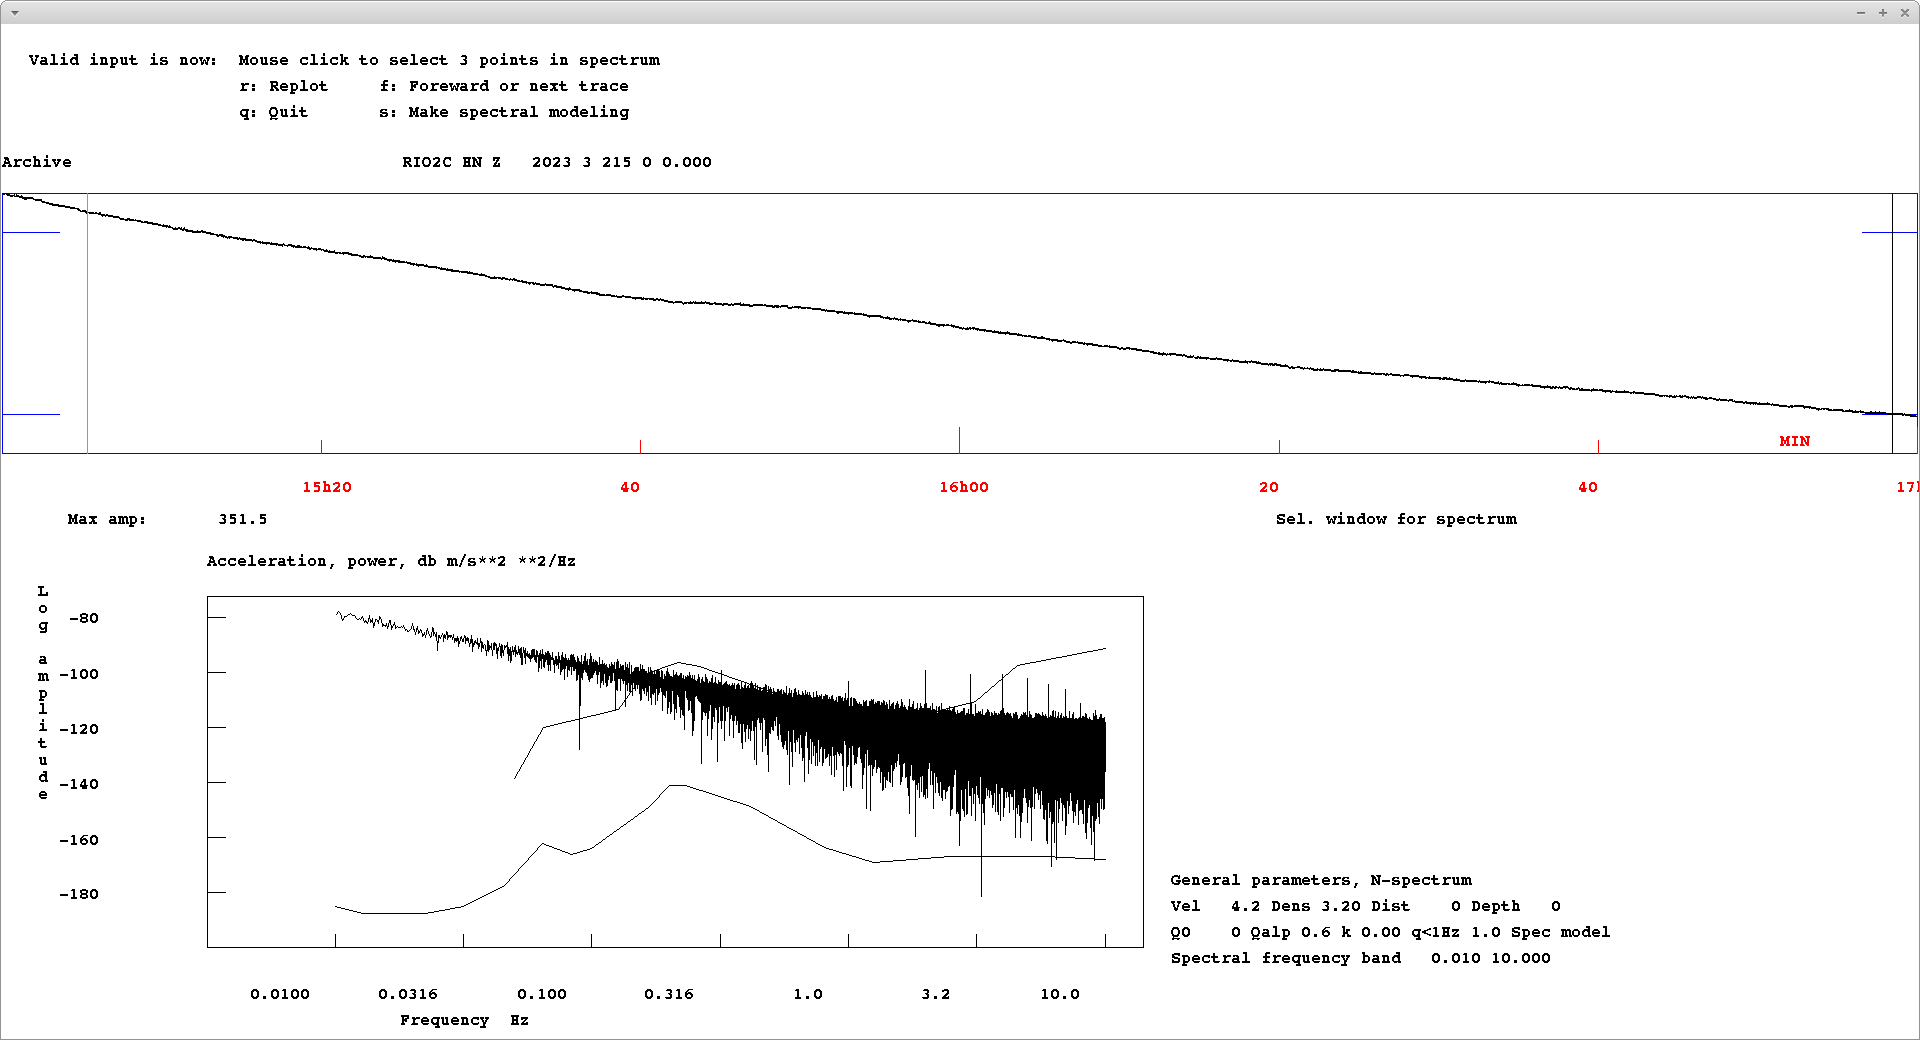 Valid input is now:  Mouse click to select 3 points in spectrum
r: Replot     f: Foreward or next trace
q: Quit       s: Make spectral modeling
Archive                                 RIO2C HN Z   2023 3 215 0 0.000
MIN
15h20 40 16h00 20 40 17h
Max amp:       351.5 Sel. window for spectrum
Acceleration, power, db m/s**2 **2/Hz
Log amplitude
-80
-100
-120
-140
-160
-180
General parameters, N-spectrum
Vel   4.2 Dens 3.20 Dist    0 Depth   0
Q0    0 Qalp 0.6 k 0.00 q<1Hz 1.0 Spec model
Spectral frequency band   0.010 10.000
0.0100 0.0316 0.100 0.316 1.0 3.2 10.0
Frequency  Hz